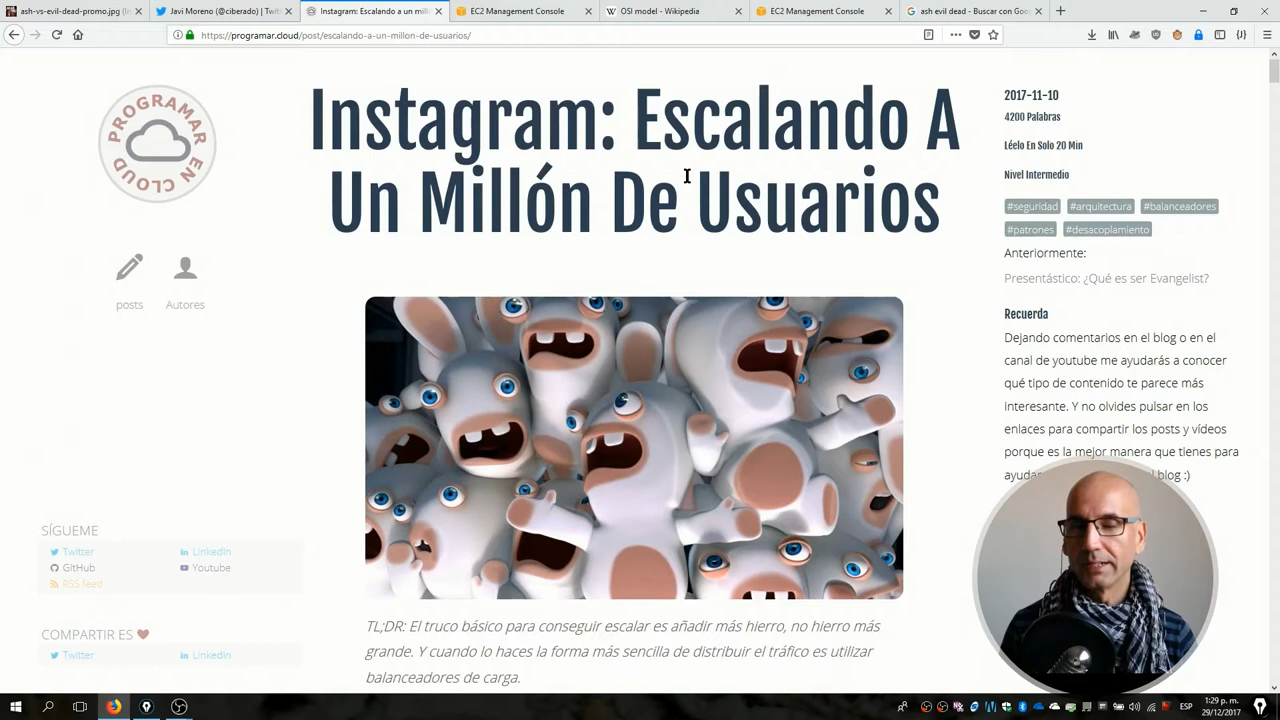 ash-vs-evil-dead-promo.jpg
Javi Moreno (@ciberado) | Twitt
Instagram: Escalando a un mill
EC2 Management Console
OSI model - Wikipedia
EC2 Management Console
ash evil dead - Buscar con Goo
https://programar.cloud/post/escalando-a-un-millon-de-usuarios/
PROGRAMAR
EN CLOUD
posts
Autores
SÍGUEME
Twitter
LinkedIn
GitHub
Youtube
RSS feed
COMPARTIR ES
Twitter
LinkedIn
Instagram: Escalando A
Un Millón De Usuarios
TL;DR: El truco básico para conseguir escalar es añadir más hierro, no hierro más
grande. Y cuando lo haces la forma más sencilla de distribuir el tráfico es utilizar
balanceadores de carga.
2017-11-10
4200 Palabras
Léelo En Solo 20 Min
Nivel Intermedio
#seguridad #arquitectura #balanceadores
#patrones #desacoplamiento
Anteriormente:
Presentástico: ¿Qué es ser Evangelist?
Recuerda
Dejando comentarios en el blog o en el
canal de youtube me ayudarás a conocer
qué tipo de contenido te parece más
interesante. Y no olvides pulsar en los
enlaces para compartir los posts y vídeos
porque es la mejor manera que tienes para
blog :)
ESP
1:29 p. m.
29/12/2017